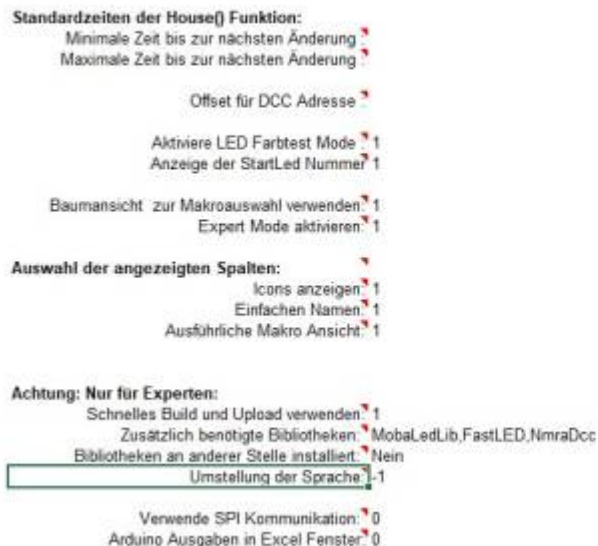 Standardzeiten der House() Funktion:
Minimale Zeit bis zur nächsten Änderung :
Maximale Zeit bis zur nächsten Änderung :
Offset für DCC Adresse :
Aktiviere LED Farbtest Mode : 1
Anzeige der StartLed Nummer 1
Baumansicht zur Makroauswahl verwenden: 1
Expert Mode aktivieren: 1
Auswahl der angezeigten Spalten:
Icons anzeigen: 1
Einfachen Namen: 1
Ausführliche Makro Ansicht: 1
Achtung: Nur für Experten:
Schnelles Build und Upload verwenden: 1
Zusätzlich benötigte Bibliotheken: MobaLedLib,FastLED,NmraDcc
Bibliotheken an anderer Stelle installiert: Nein
Umstellung der Sprache: -1
Verwende SPI Kommunikation: 0
Arduino Ausgaben in Excel Fenster: 0